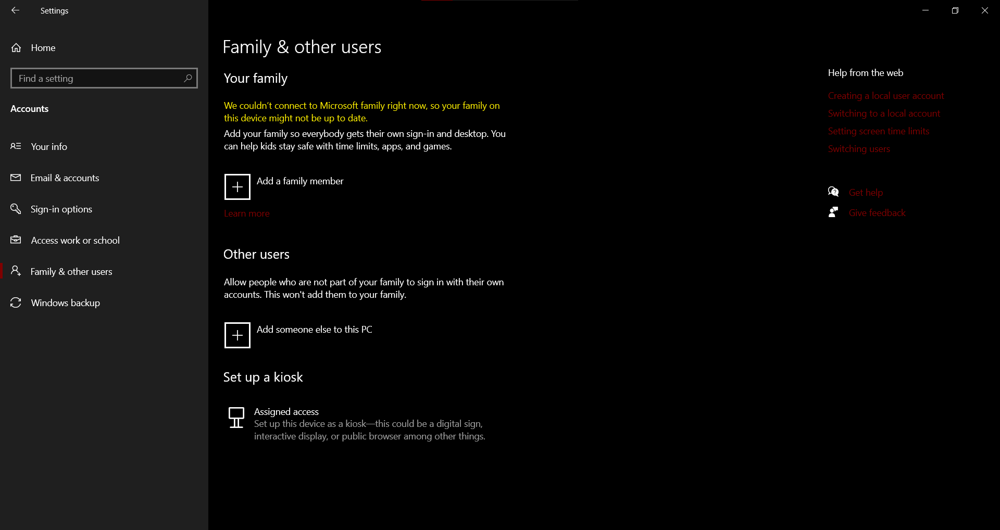 Settings
Home
Find a setting
Accounts
Your info
Email & accounts
Sign-in options
Access work or school
Family & other users
Windows backup
Family & other users
Your family
We couldn't connect to Microsoft family right now, so your family on
this device might not be up to date.
Add your family so everybody gets their own sign-in and desktop. You
can help kids stay safe with time limits, apps, and games.
Add a family member
Learn more
Other users
Allow people who are not part of your family to sign in with their own
accounts. This won't add them to your family.
Add someone else to this PC
Set up a kiosk
Assigned access
Set up this device as a kiosk—this could be a digital sign,
interactive display, or public browser among other things.
Help from the web
Creating a local user account
Switching to a local account
Setting screen time limits
Switching users
Get help
Give feedback